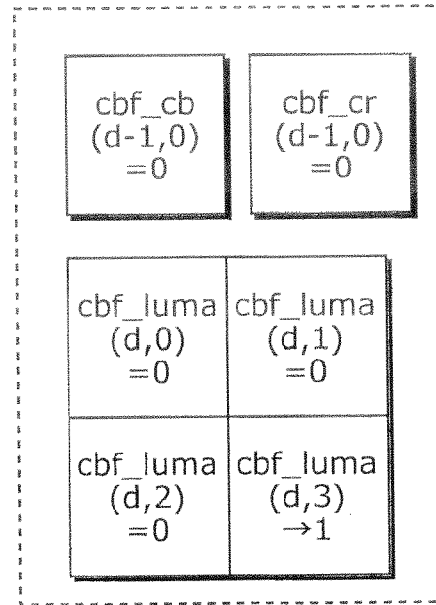 cbf_cb
(d-1,0)
=0
cbf_cr
(d-1,0)
=0
cbf_luma
(d,0)
=0
cbf_luma
(d,1)
=0
cbf_luma
(d,2)
=0
cbf_luma
(d,3)
→1